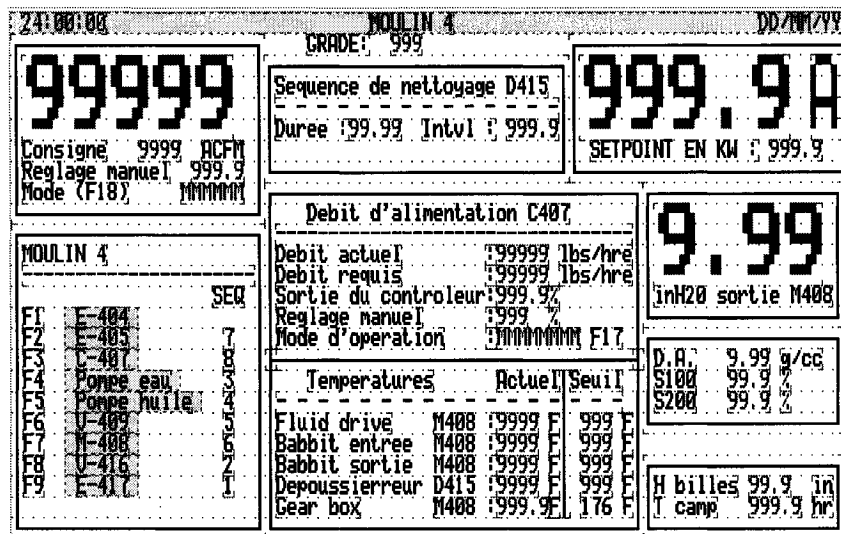 24:00:00 MOULIN 4 DD/MM/YY
GRADE: 999
99999
Consigne 9999 ACFM
Reglage manuel 999.9
Mode (F18) MMMMMM
Sequence de nettoyage D415
Duree :99.99 Intvl : 999.9
999.9 A
SETPOINT EN KW : 999.9
MOULIN 4
SEQ
F1 E-404
F2 E-405 7
F3 C-407 8
F4 Pompe eau 3
F5 Pompe huile 4
F6 U-409 5
F7 M-408 6
F8 U-416 2
F9 E-417 1
Debit d'alimentation C407
Debit actuel :99999 lbs/hre
Debit requis :99999 lbs/hre
Sortie du controleur:999.9%
Reglage manuel :999 %
Mode d'operation :MMMMMMMM F17
Temperatures Actuel Seuil
Fluid drive M408 :9999 F 999 F
Babbit entree M408 :9999 F 999 F
Babbit sortie M408 :9999 F 999 F
Depoussierreur D415 :9999 F 999 F
Gear box M408 :999.9F 176 F
9.99
inH20 sortie M408
D.A. 9.99 g/cc
S100 99.9 %
S200 99.9 %
H billes 99.9 in
T camp 999.9 hr